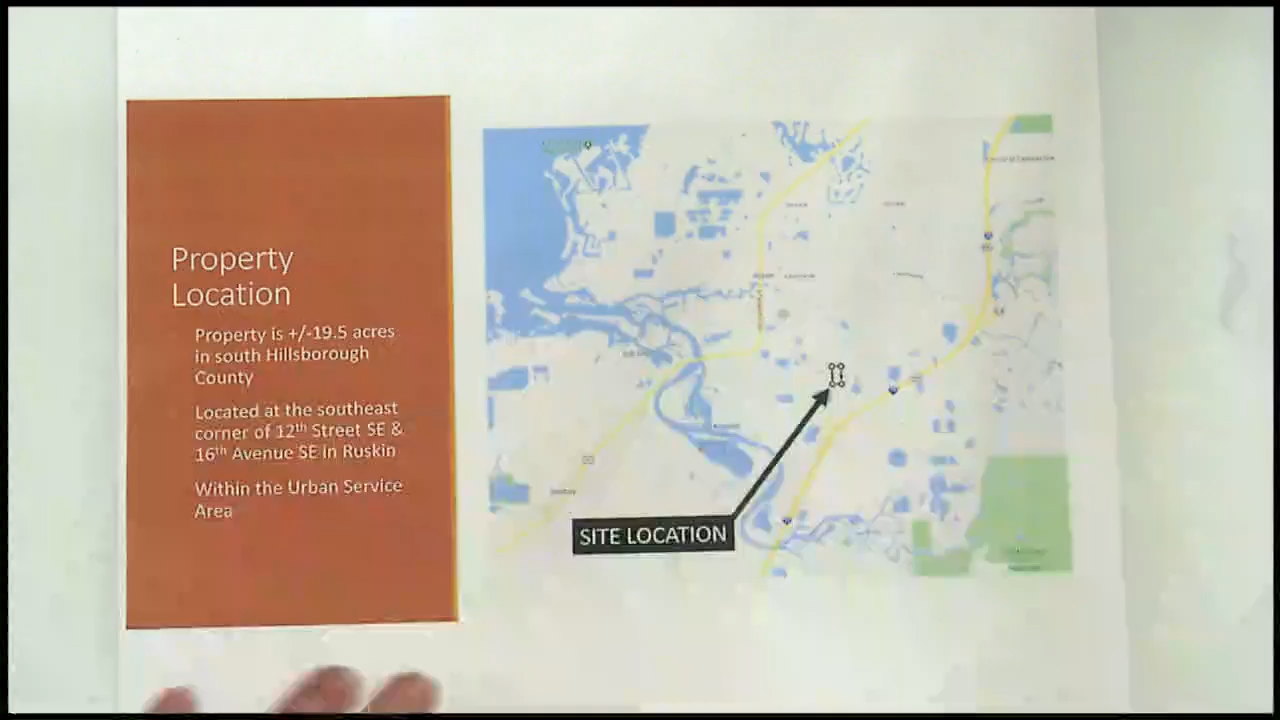 Property
Location
Property is +/-19.5 acres
in south Hillsborough
County
Located at the southeast
corner of 12th Street SE &
16th Avenue SE in Ruskin
Within the Urban Service
Area
SITE LOCATION